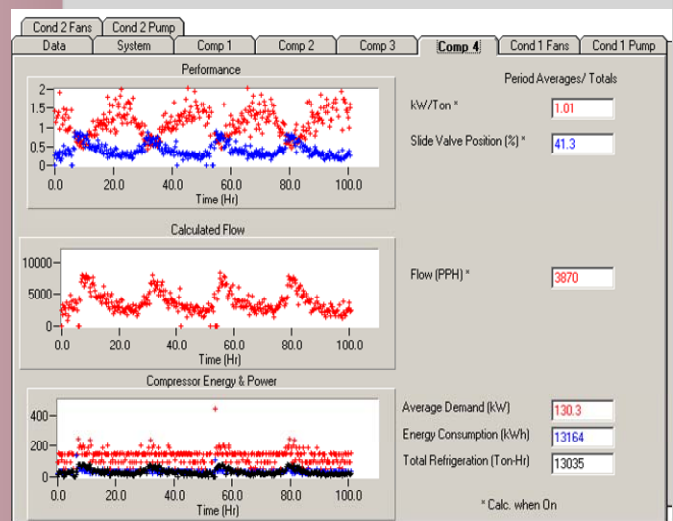 Cond 2 Fans Cond 2 Pump
Data System Comp 1 Comp 2 Comp 3 Comp 4 Cond 1 Fans Cond 1 Pump
Performance
2
1.5
1
0.5
0
0.0 20.0 40.0 60.0 80.0 100.0
Time (Hr)
Period Averages/ Totals
kW/Ton * 1.01
Slide Valve Position (%) * 41.3
Calculated Flow
10000
5000
0
0.0 20.0 40.0 60.0 80.0 100.0
Time (Hr)
Flow (PPH) * 3870
Compressor Energy & Power
400
200
0
0.0 20.0 40.0 60.0 80.0 100.0
Time (Hr)
Average Demand (kW) 130.3
Energy Consumption (kWh) 13164
Total Refrigeration (Ton-Hr) 13035
* Calc. when On